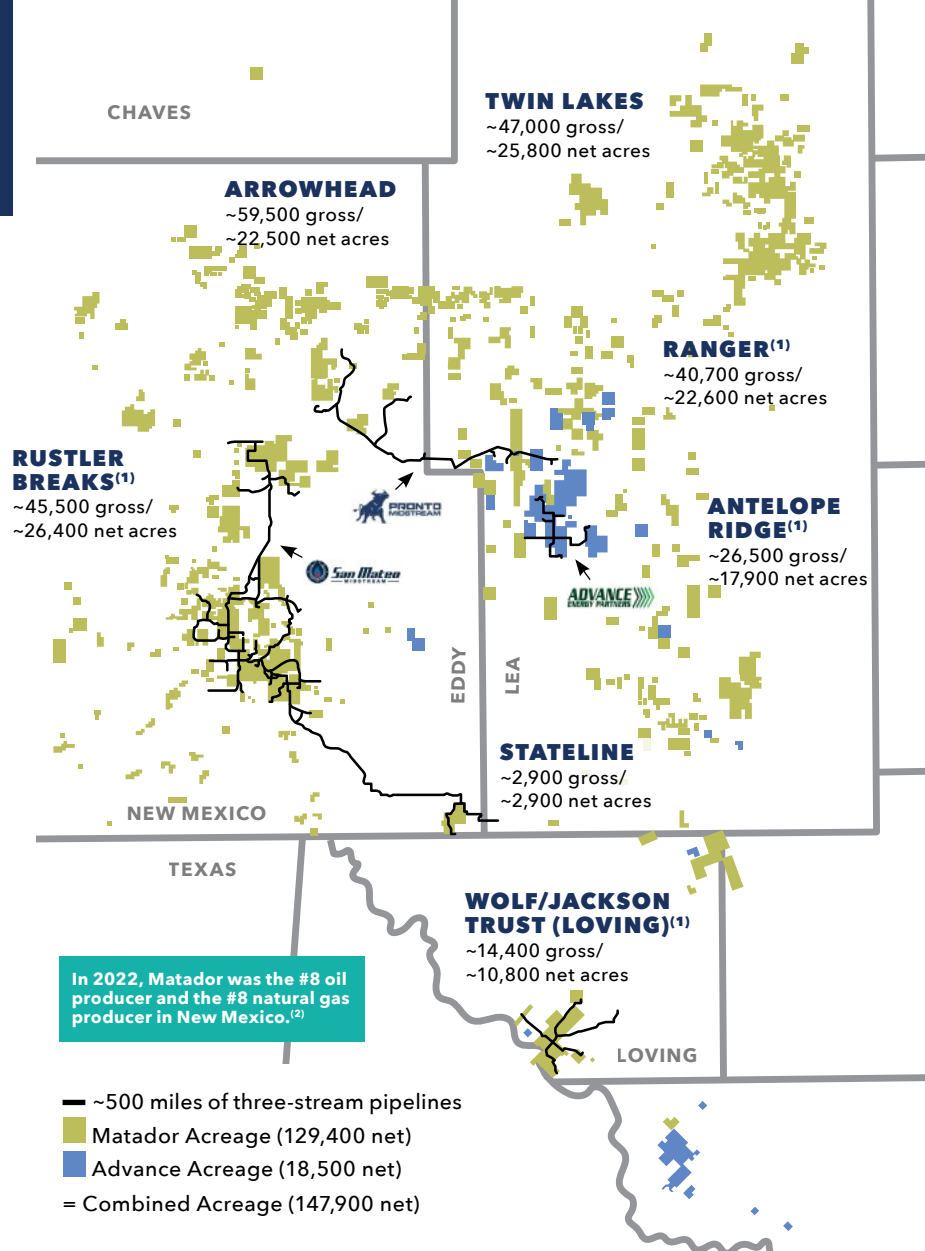 CHAVES
TWIN LAKES
~47,000 gross/
~25,800 net acres
ARROWHEAD
~59,500 gross/
~22,500 net acres
RANGER(1)
~40,700 gross/
~22,600 net acres
RUSTLER
BREAKS(1)
~45,500 gross/
~26,400 net acres
PRONTO
MIDSTREAM
ANTELOPE
RIDGE(1)
~26,500 gross/
~17,900 net acres
San Mateo
MIDSTREAM
ADVANCE
ENERGY PARTNERS
EDDY
LEA
STATELINE
~2,900 gross/
~2,900 net acres
NEW MEXICO
TEXAS
WOLF/JACKSON
TRUST (LOVING)(1)
~14,400 gross/
~10,800 net acres
In 2022, Matador was the #8 oil
producer and the #8 natural gas
producer in New Mexico.(2)
LOVING
~500 miles of three-stream pipelines
Matador Acreage (129,400 net)
Advance Acreage (18,500 net)
= Combined Acreage (147,900 net)